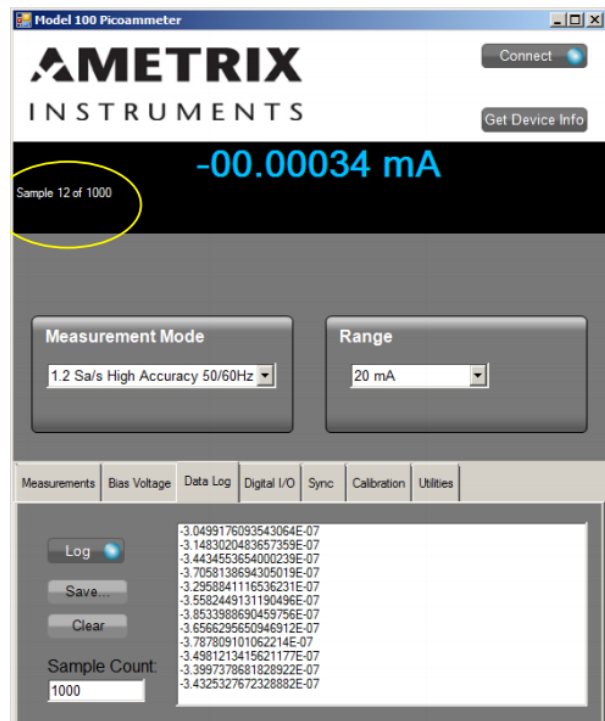 Model 100 Picoammeter
AMETRIX
INSTRUMENTS
Connect
Get Device Info
-00.00034 mA
Sample 12 of 1000
Measurement Mode
1.2 Sa/s High Accuracy 50/60Hz
Range
20 mA
Measurements
Bias Voltage
Data Log
Digital I/O
Sync
Calibration
Utilities
Log
Save...
Clear
Sample Count:
1000
-3.0499176093543064E-07
-3.1483020483657359E-07
-3.4434553654000239E-07
-3.7058138694305019E-07
-3.2958841116536231E-07
-3.5582449131190496E-07
-3.8533988690459756E-07
-3.6566295650946912E-07
-3.787809101062214E-07
-3.4981213415621177E-07
-3.3997378681828922E-07
-3.4325327672328882E-07